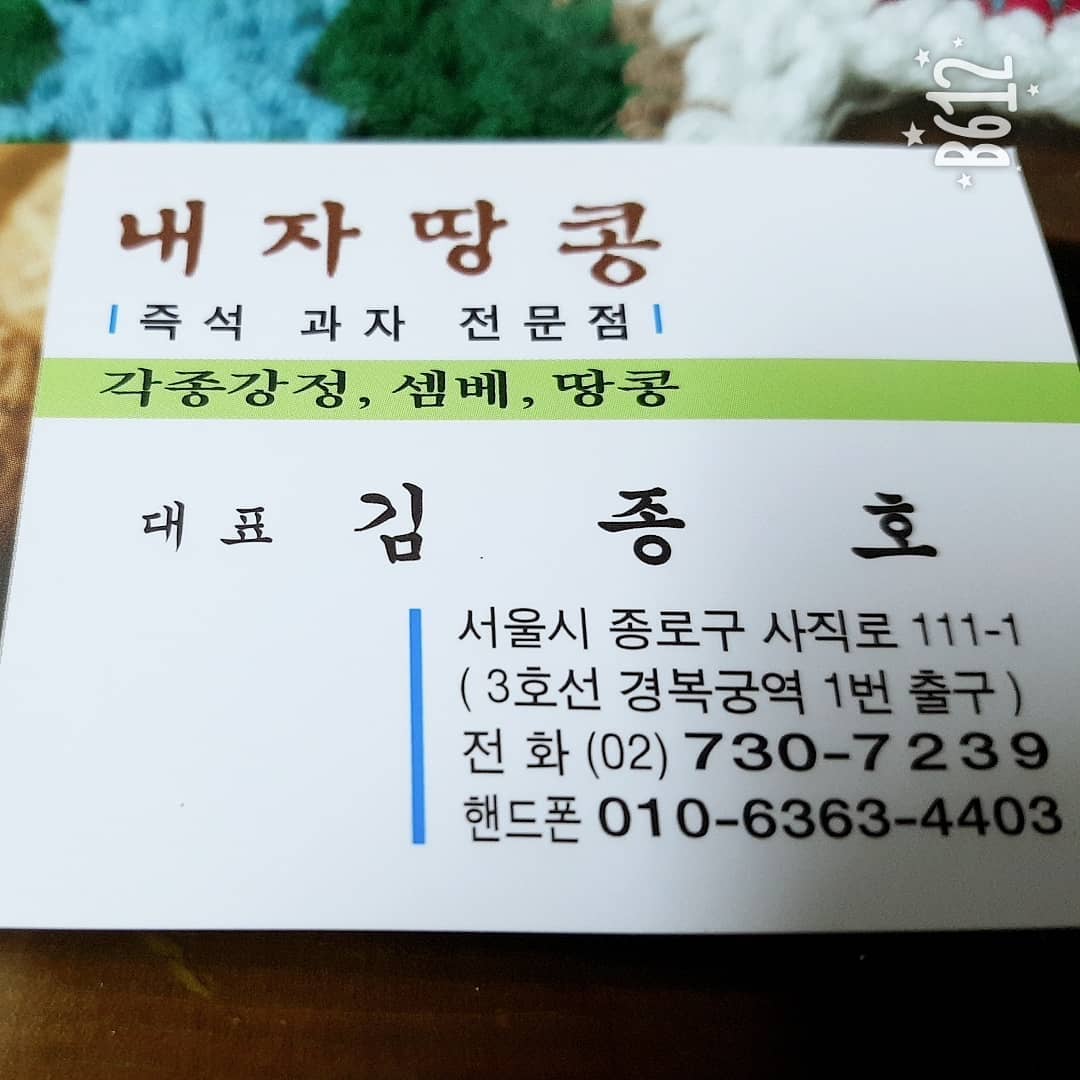 B612
내자땅콩
즉석 과자 전문점
각종강정, 셈베, 땅콩
대표 김종호
서울시 종로구 사직로 111-1
( 3호선 경복궁역 1번 출구 )
전 화 (02) 730-7239
핸드폰 010-6363-4403